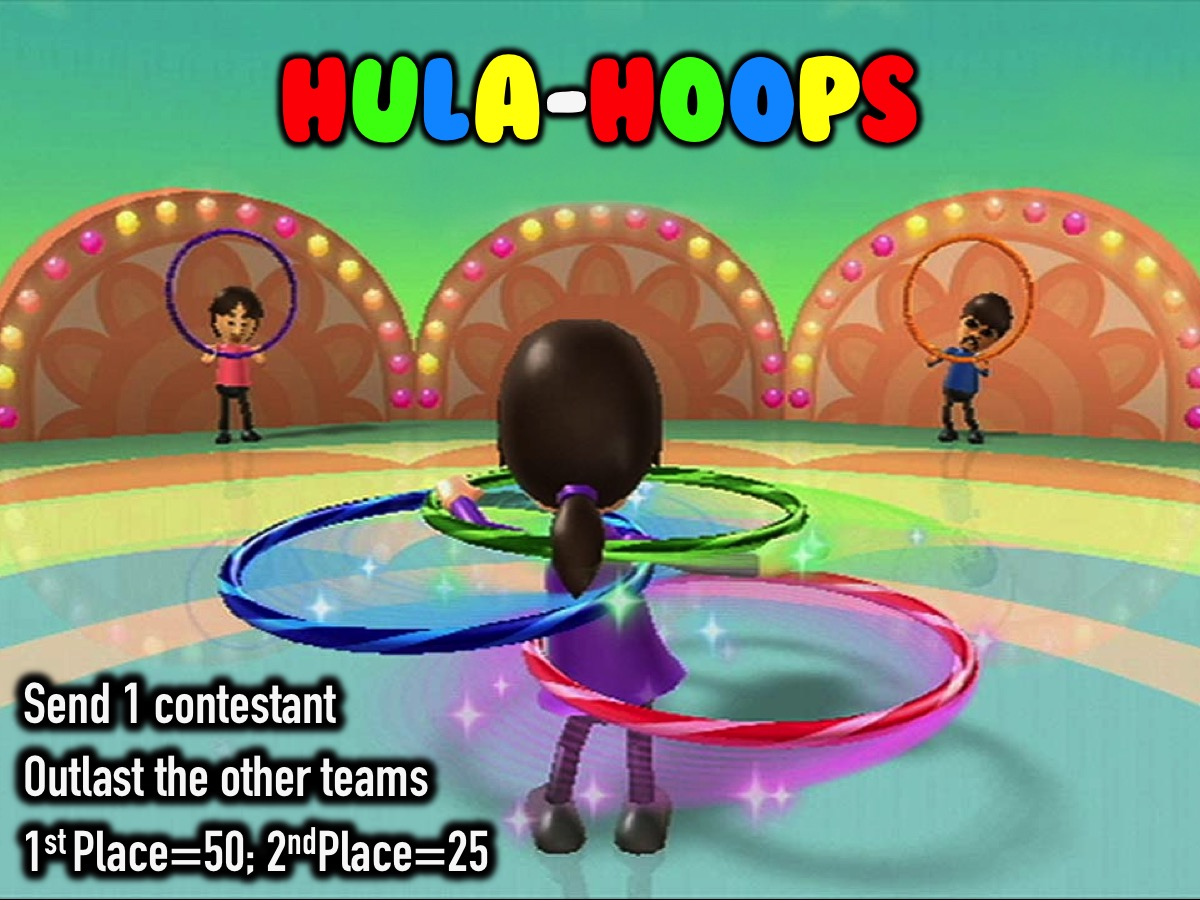 HULA-HOOPS
Send 1 contestant
Outlast the other teams
1st Place=50; 2ndPlace=25